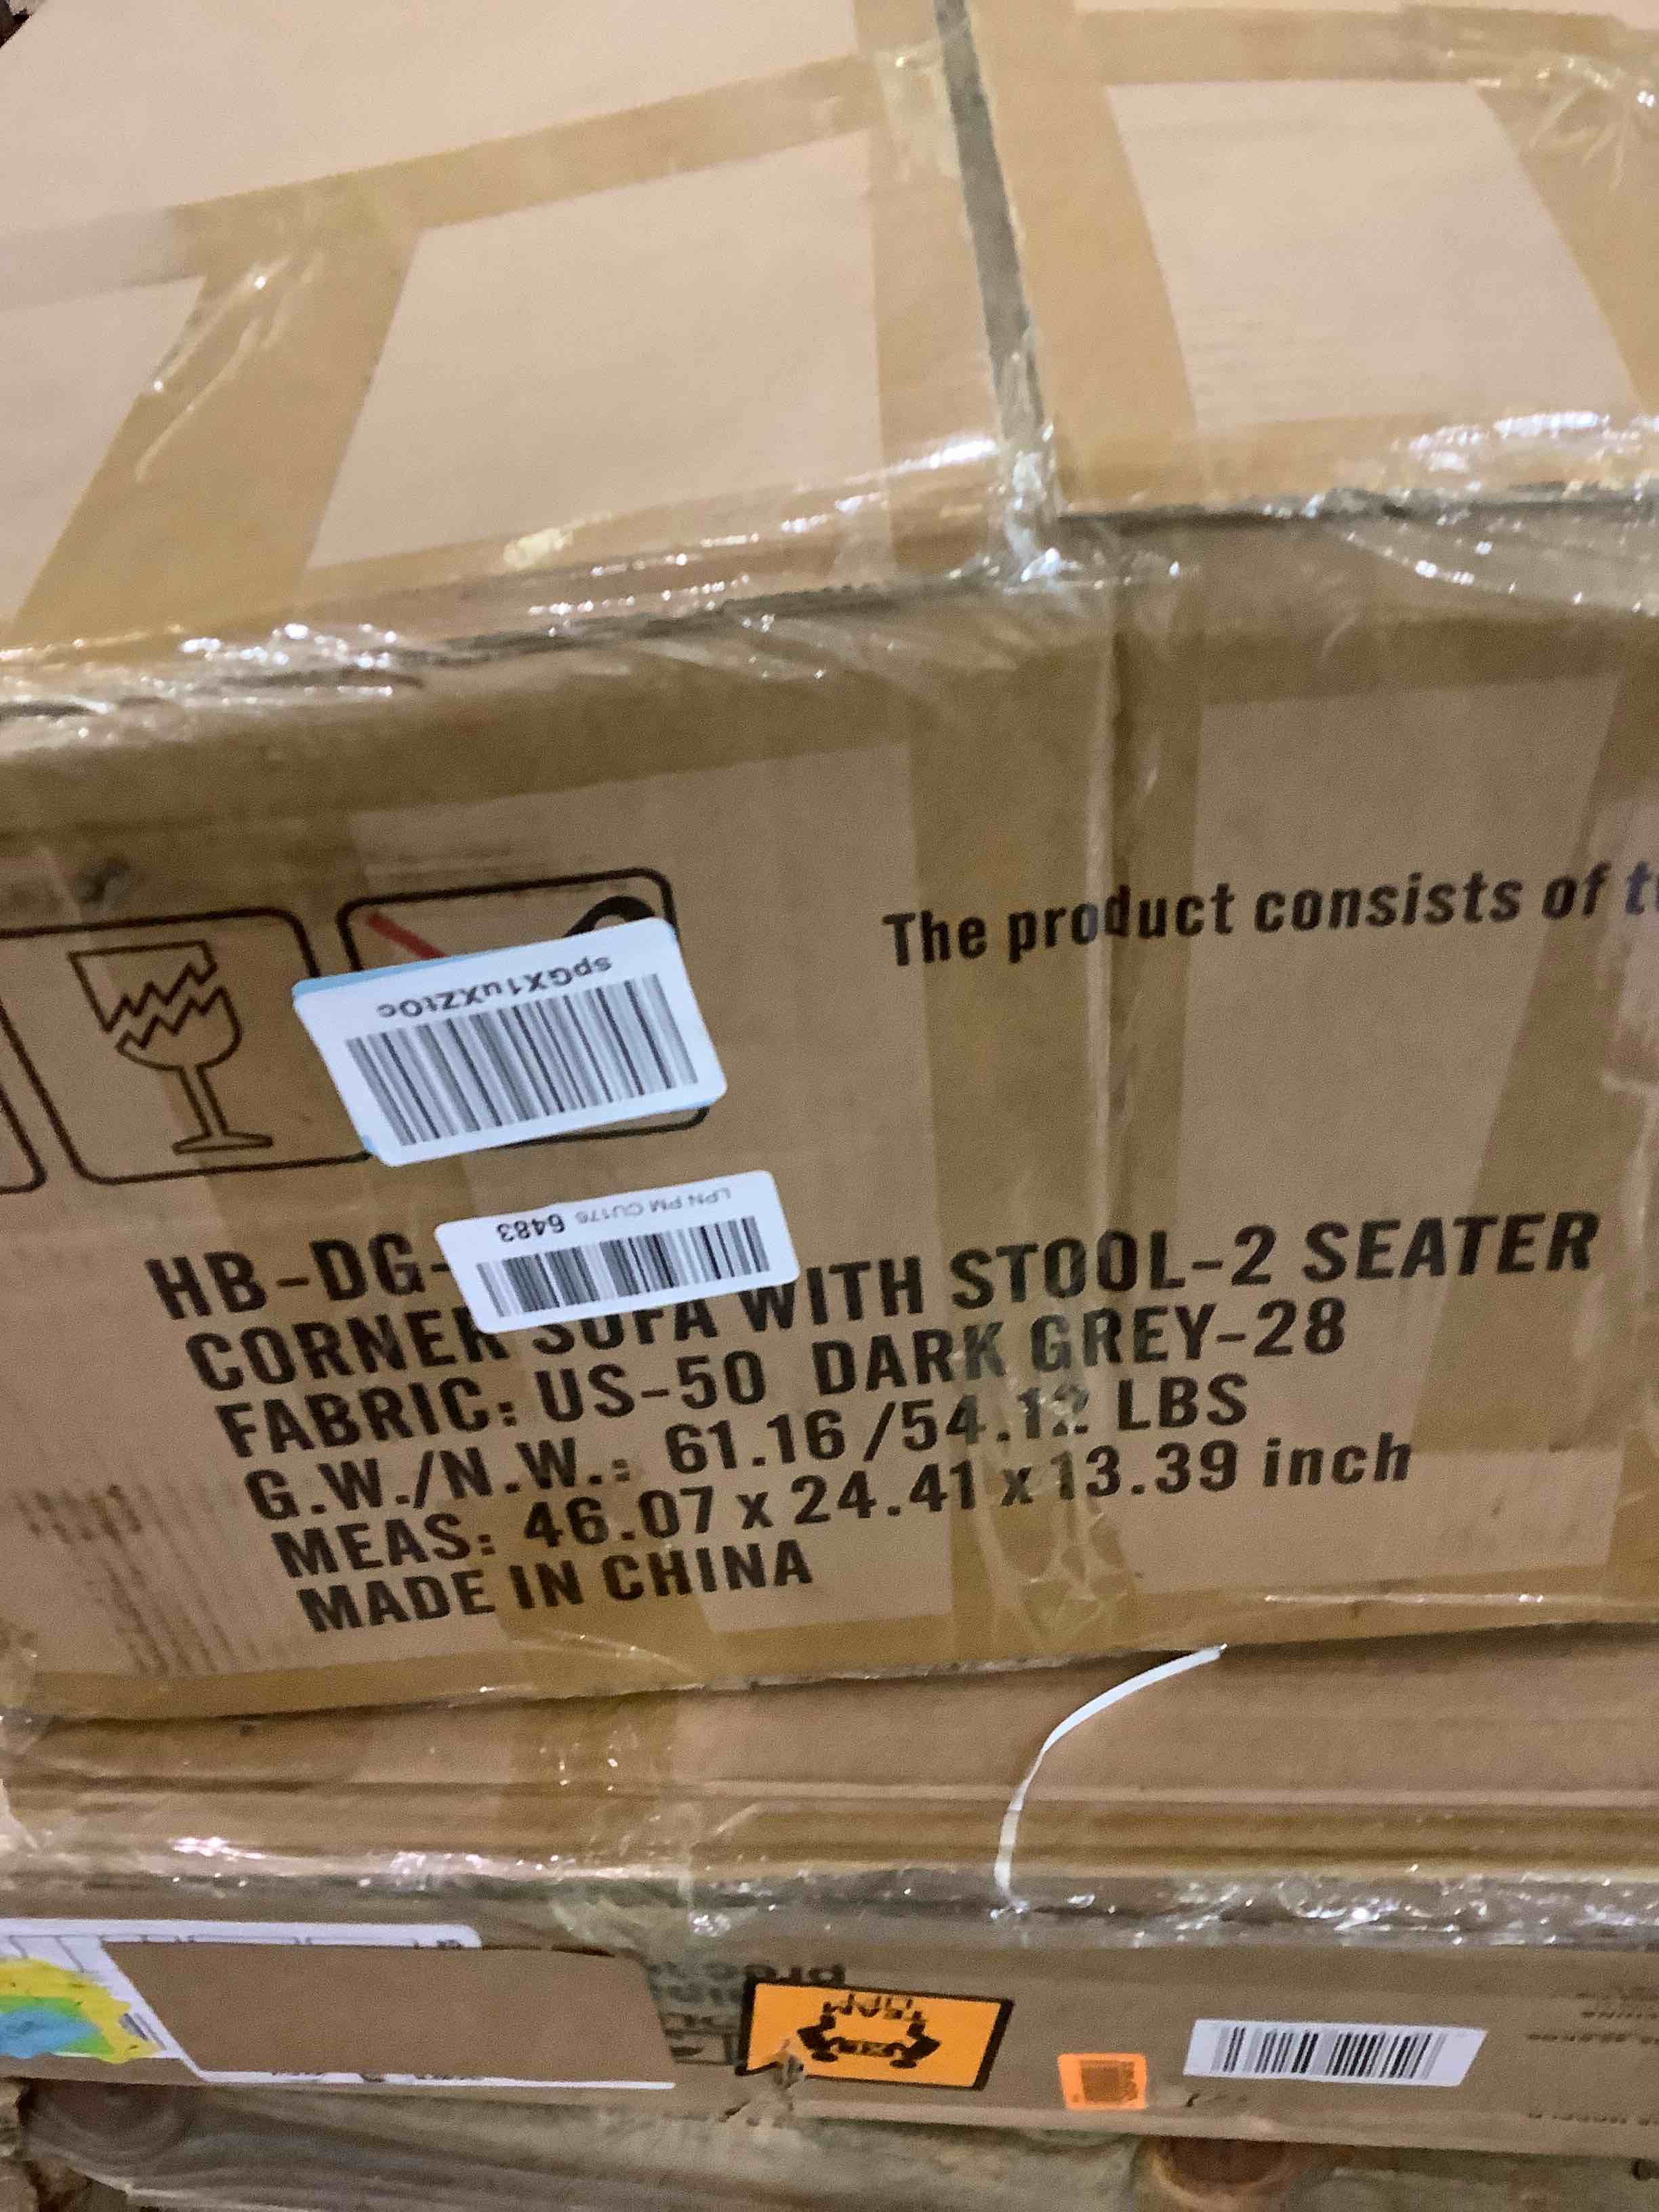 The product consists of
spGX1uXZtOc
LPN PM CU176 6483
HB-DG-
CORNER SOFA WITH STOOL-2 SEATER
FABRIC: US-50 DARK GREY-28
G.W./N.W.: 61.16/54.12 LBS
MEAS: 46.07 x 24.41 x 13.39 inch
MADE IN CHINA
TEAM